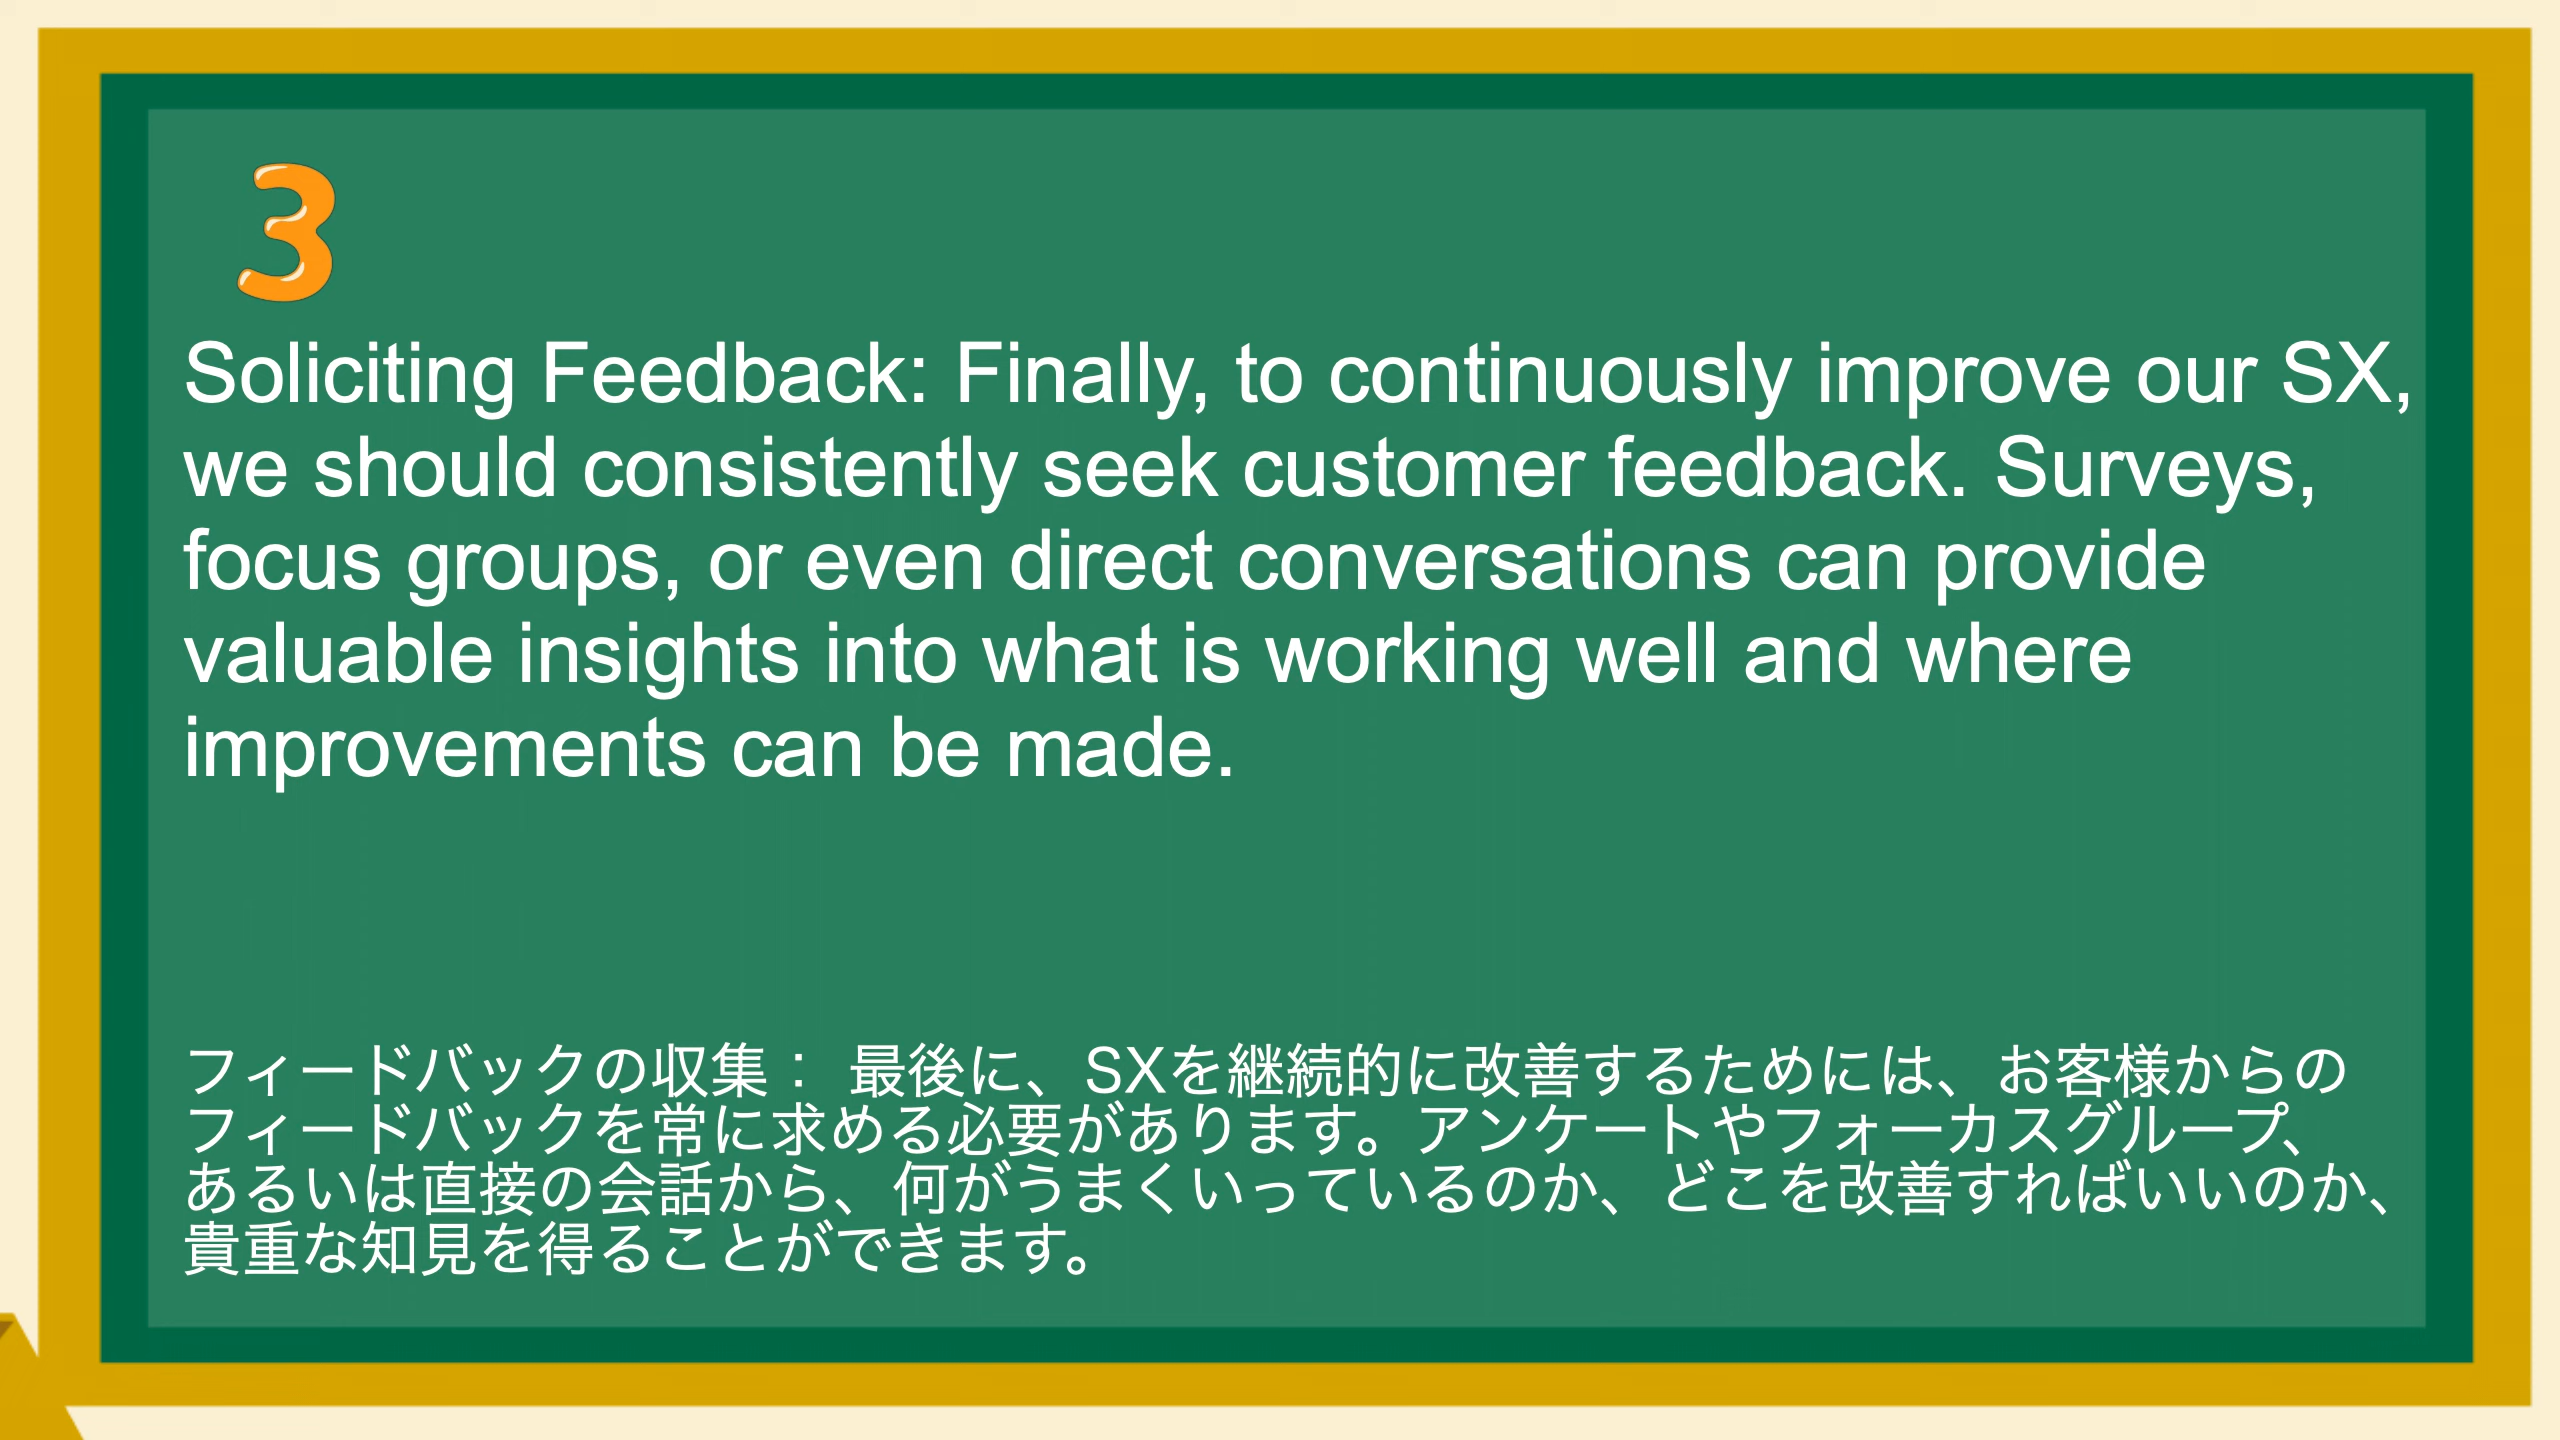 3
Soliciting Feedback: Finally, to continuously improve our SX,
we should consistently seek customer feedback. Surveys,
focus groups, or even direct conversations can provide
valuable insights into what is working well and where
improvements can be made.
フィードバックの収集： 最後に、SXを継続的に改善するためには、お客様からの
フィードバックを常に求める必要があります。アンケートやフォーカスグループ、
あるいは直接の会話から、何がうまくいっているのか、どこを改善すればいいのか、
貴重な知見を得ることができます。